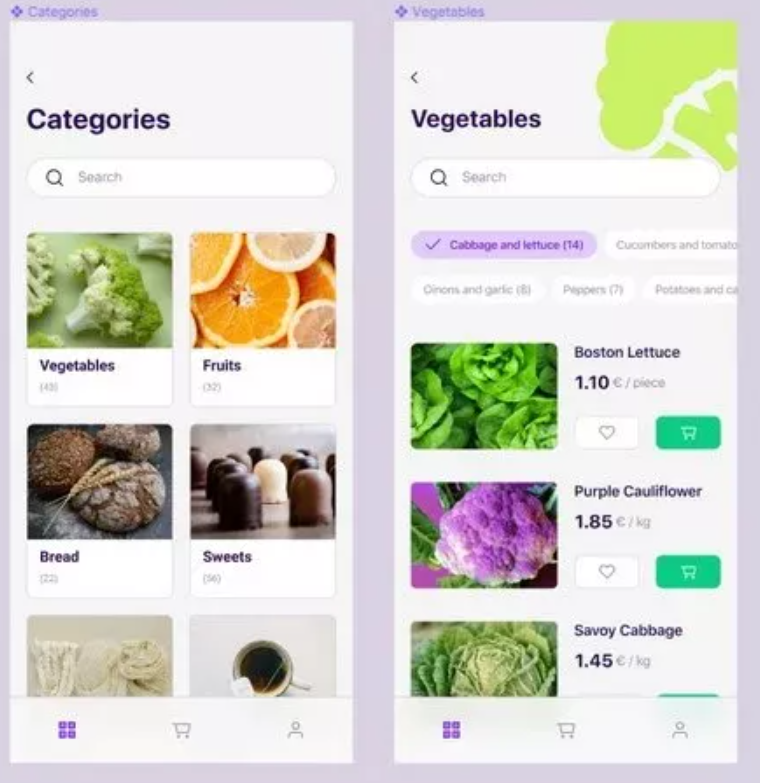 Categories
Categories
Search
Vegetables
(43)
Fruits
(32)
Bread
(22)
Sweets
(56)
Vegetables
Vegetables
Search
Cabbage and lettuce (14)
Cucumbers and tomato
Oinons and garlic (8)
Peppers (7)
Potatoes and ca
Boston Lettuce
1.10 € / piece
Purple Cauliflower
1.85 € / kg
Savoy Cabbage
1.45 € / kg